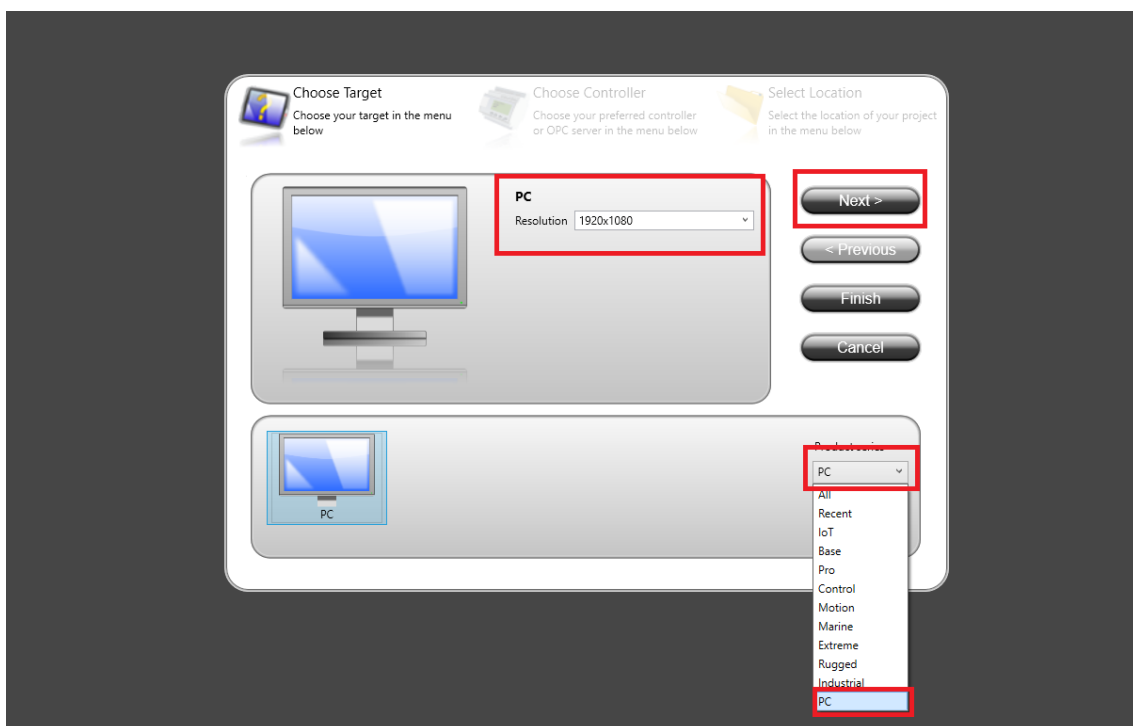 Choose Target
Choose your target in the menu
below
Choose Controller
Choose your preferred controller
or OPC server in the menu below
Select Location
Select the location of your project
in the menu below
PC
Resolution 1920x1080
Next >
< Previous
Finish
Cancel
PC
Product series
PC
All
Recent
IoT
Base
Pro
Control
Motion
Marine
Extreme
Rugged
Industrial
PC